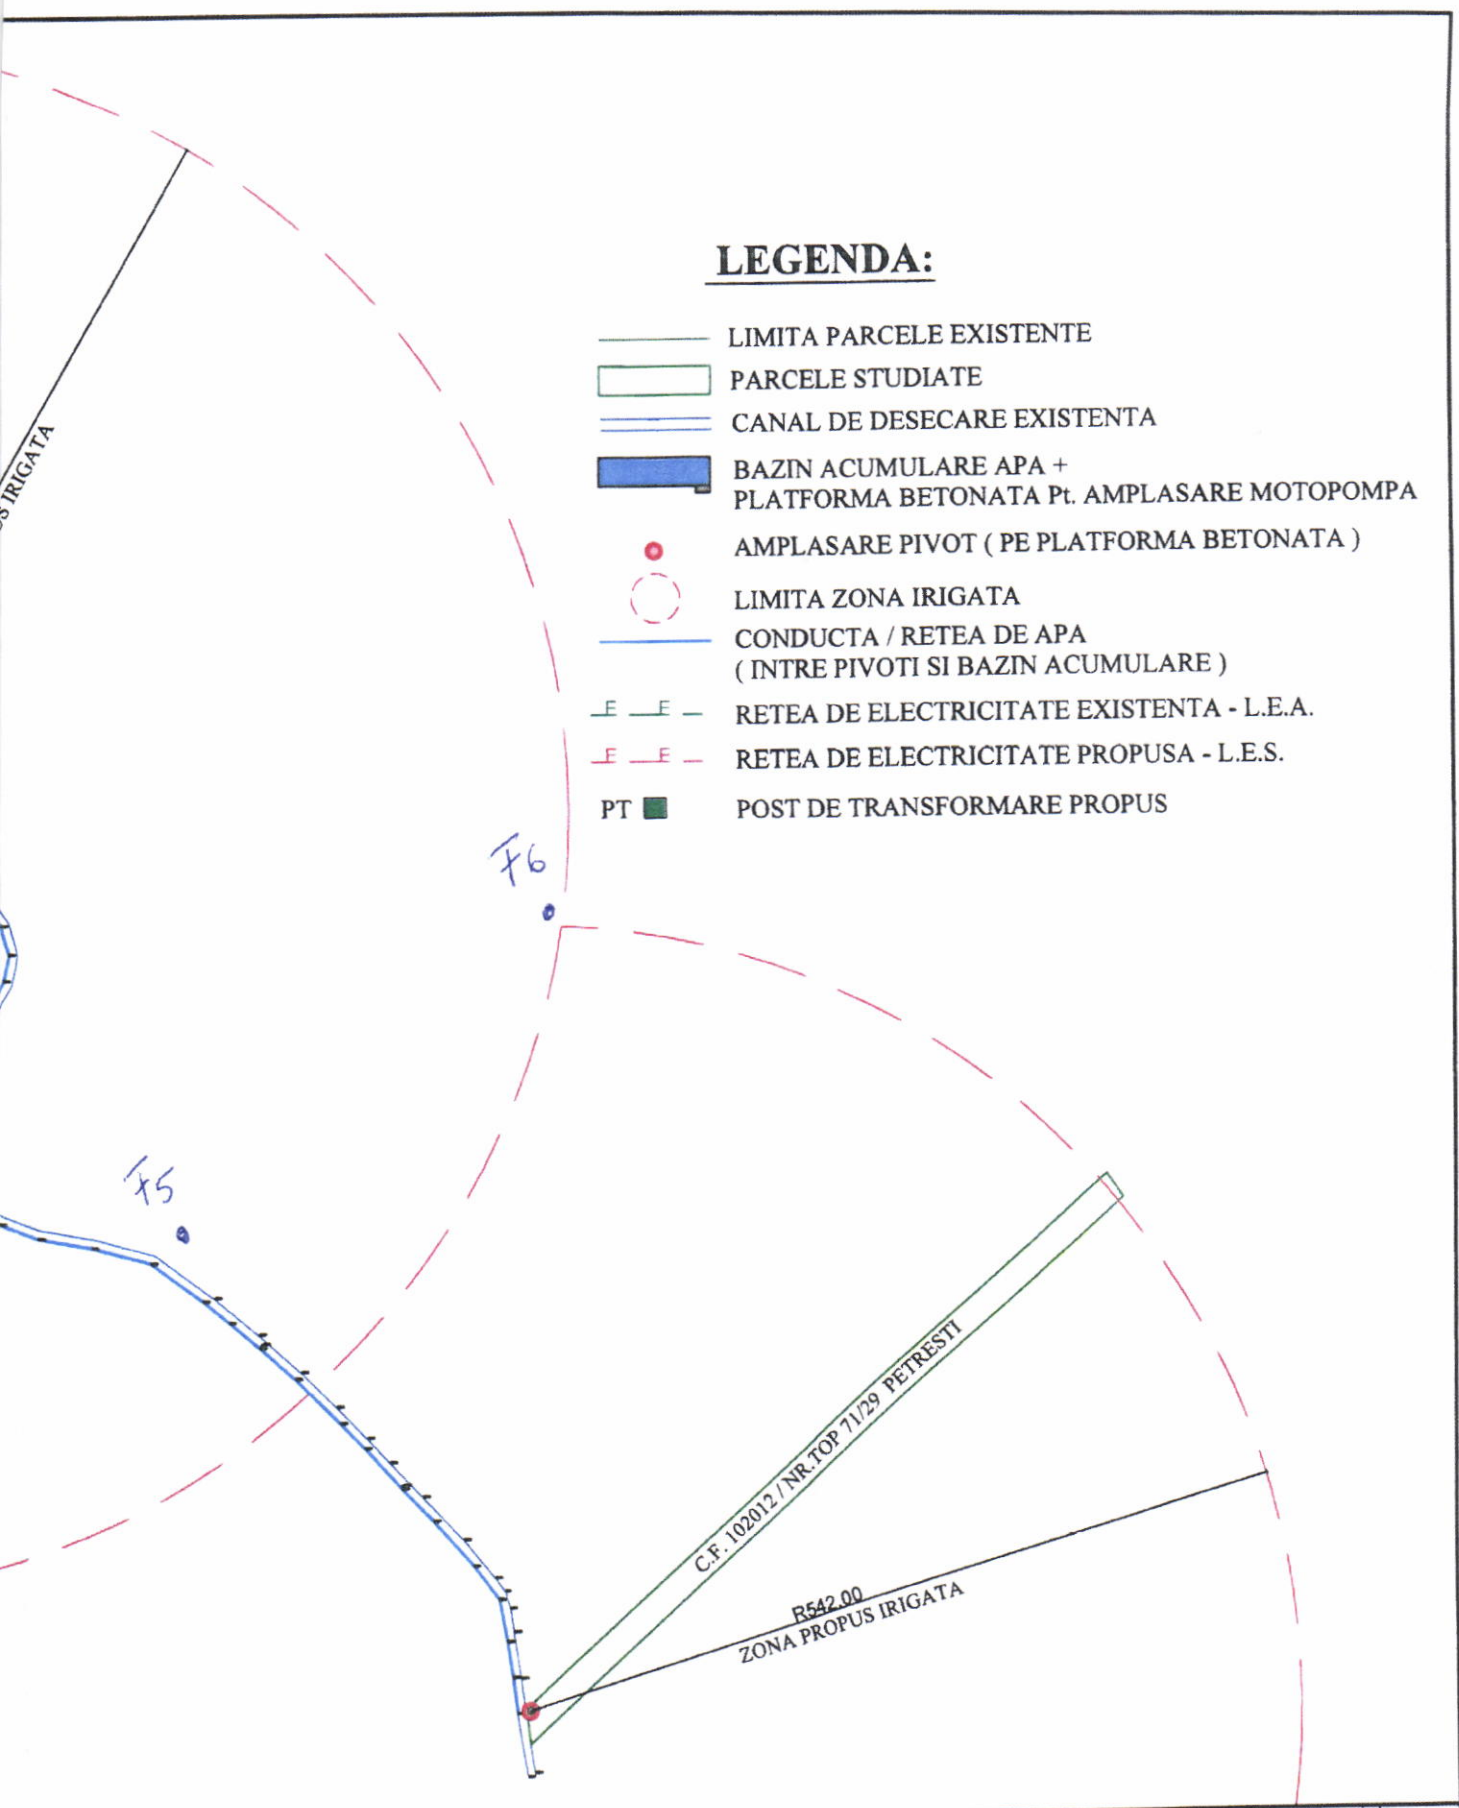 LEGENDA:
LIMITA PARCELE EXISTENTE
PARCELE STUDIATE
CANAL DE DESECARE EXISTENTA
BAZIN ACUMULARE APA +
PLATFORMA BETONATA Pt. AMPLASARE MOTOPOMPA
AMPLASARE PIVOT ( PE PLATFORMA BETONATA )
LIMITA ZONA IRIGATA
CONDUCTA / RETEA DE APA
( INTRE PIVOTI SI BAZIN ACUMULARE )
E E RETEA DE ELECTRICITATE EXISTENTA - L.E.A.
E E RETEA DE ELECTRICITATE PROPUSA - L.E.S.
PT POST DE TRANSFORMARE PROPUS
IRIGATA
F6
F5
C.F. 102012 / NR.TOP 71/29 PETRESTI
R542.00
ZONA PROPUS IRIGATA